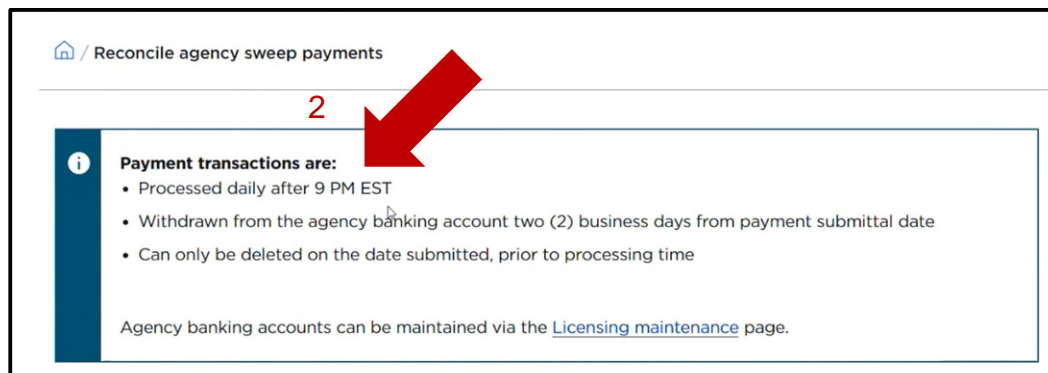 / Reconcile agency sweep payments
2
i
Payment transactions are:
• Processed daily after 9 PM EST
• Withdrawn from the agency banking account two (2) business days from payment submittal date
• Can only be deleted on the date submitted, prior to processing time
Agency banking accounts can be maintained via the Licensing maintenance page.